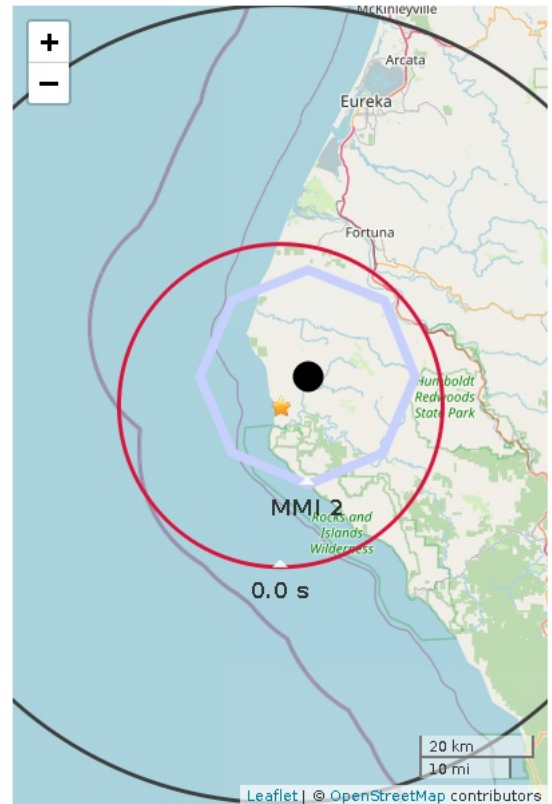 +
McKinleyville
Arcata
Eureka
Fortuna
Humboldt
Redwoods
State Park
MMI 2
Rocks and
Islands
Wilderness
0.0 s
−
20 km
10 mi
Leaflet | © OpenStreetMap contributors